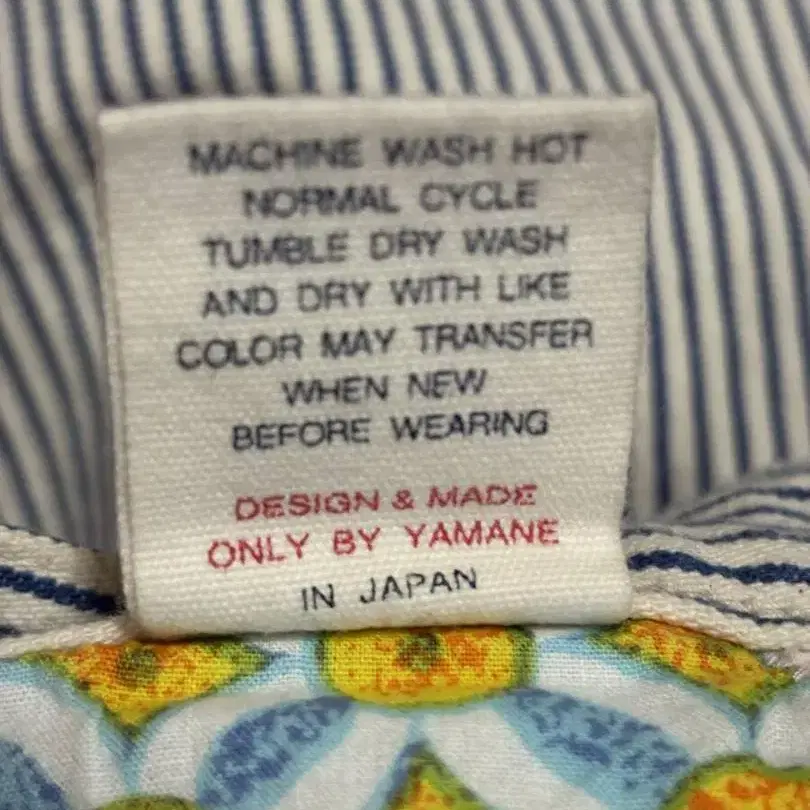 MACHINE WASH HOT
NORMAL CYCLE
TUMBLE DRY WASH
AND DRY WITH LIKE
COLOR MAY TRANSFER
WHEN NEW
BEFORE WEARING
DESIGN & MADE
ONLY BY YAMANE
IN JAPAN